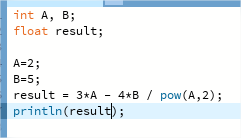 int A, B;
float result;
A=2;
B=5;
result = 3*A - 4*B / pow(A,2);
println(result);